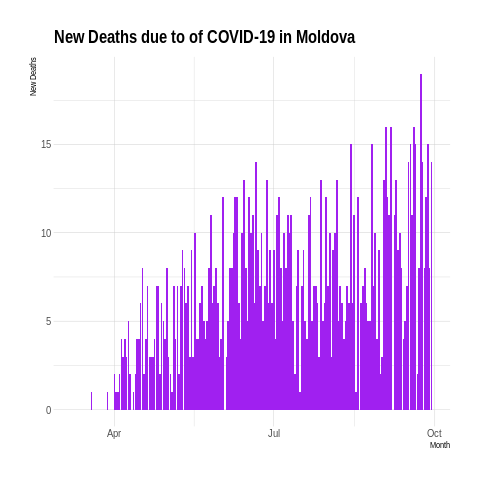 New Deaths due to of COVID-19 in Moldova
New Deaths
15
10
5
0
Apr
Jul
Oct
Month